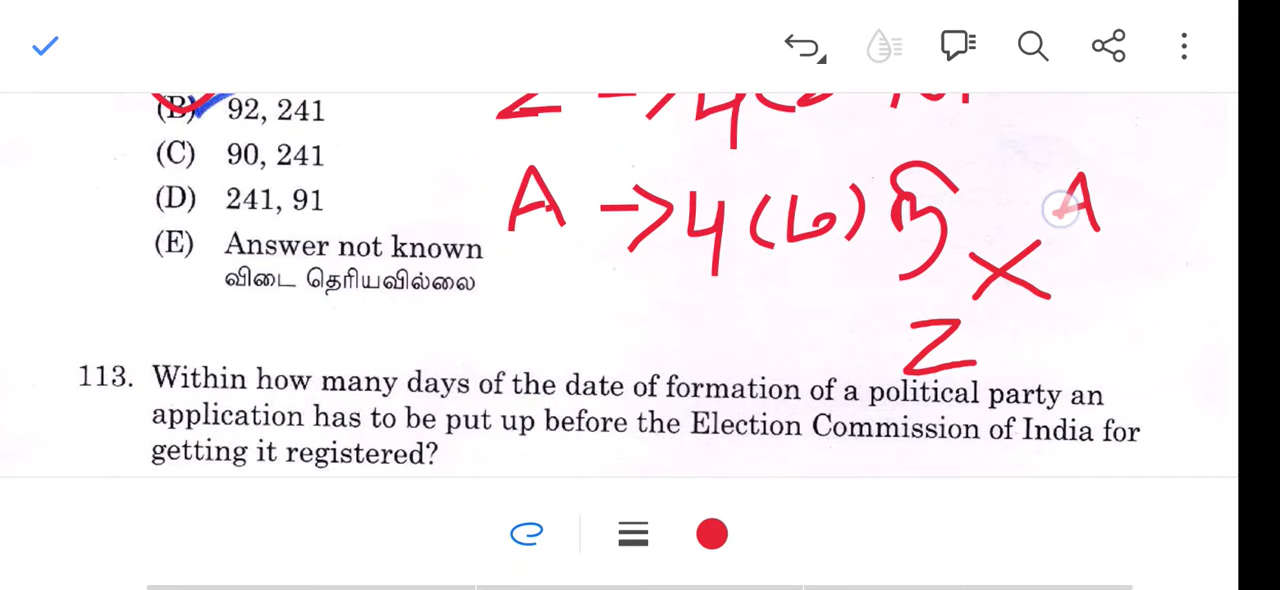 (B) 92, 241
(C) 90, 241
(D) 241, 91
(E) Answer not known
விடை தெரியவில்லை
A → 4(b) A
Z
113. Within how many days of the date of formation of a political party an
application has to be put up before the Election Commission of India for
getting it registered?